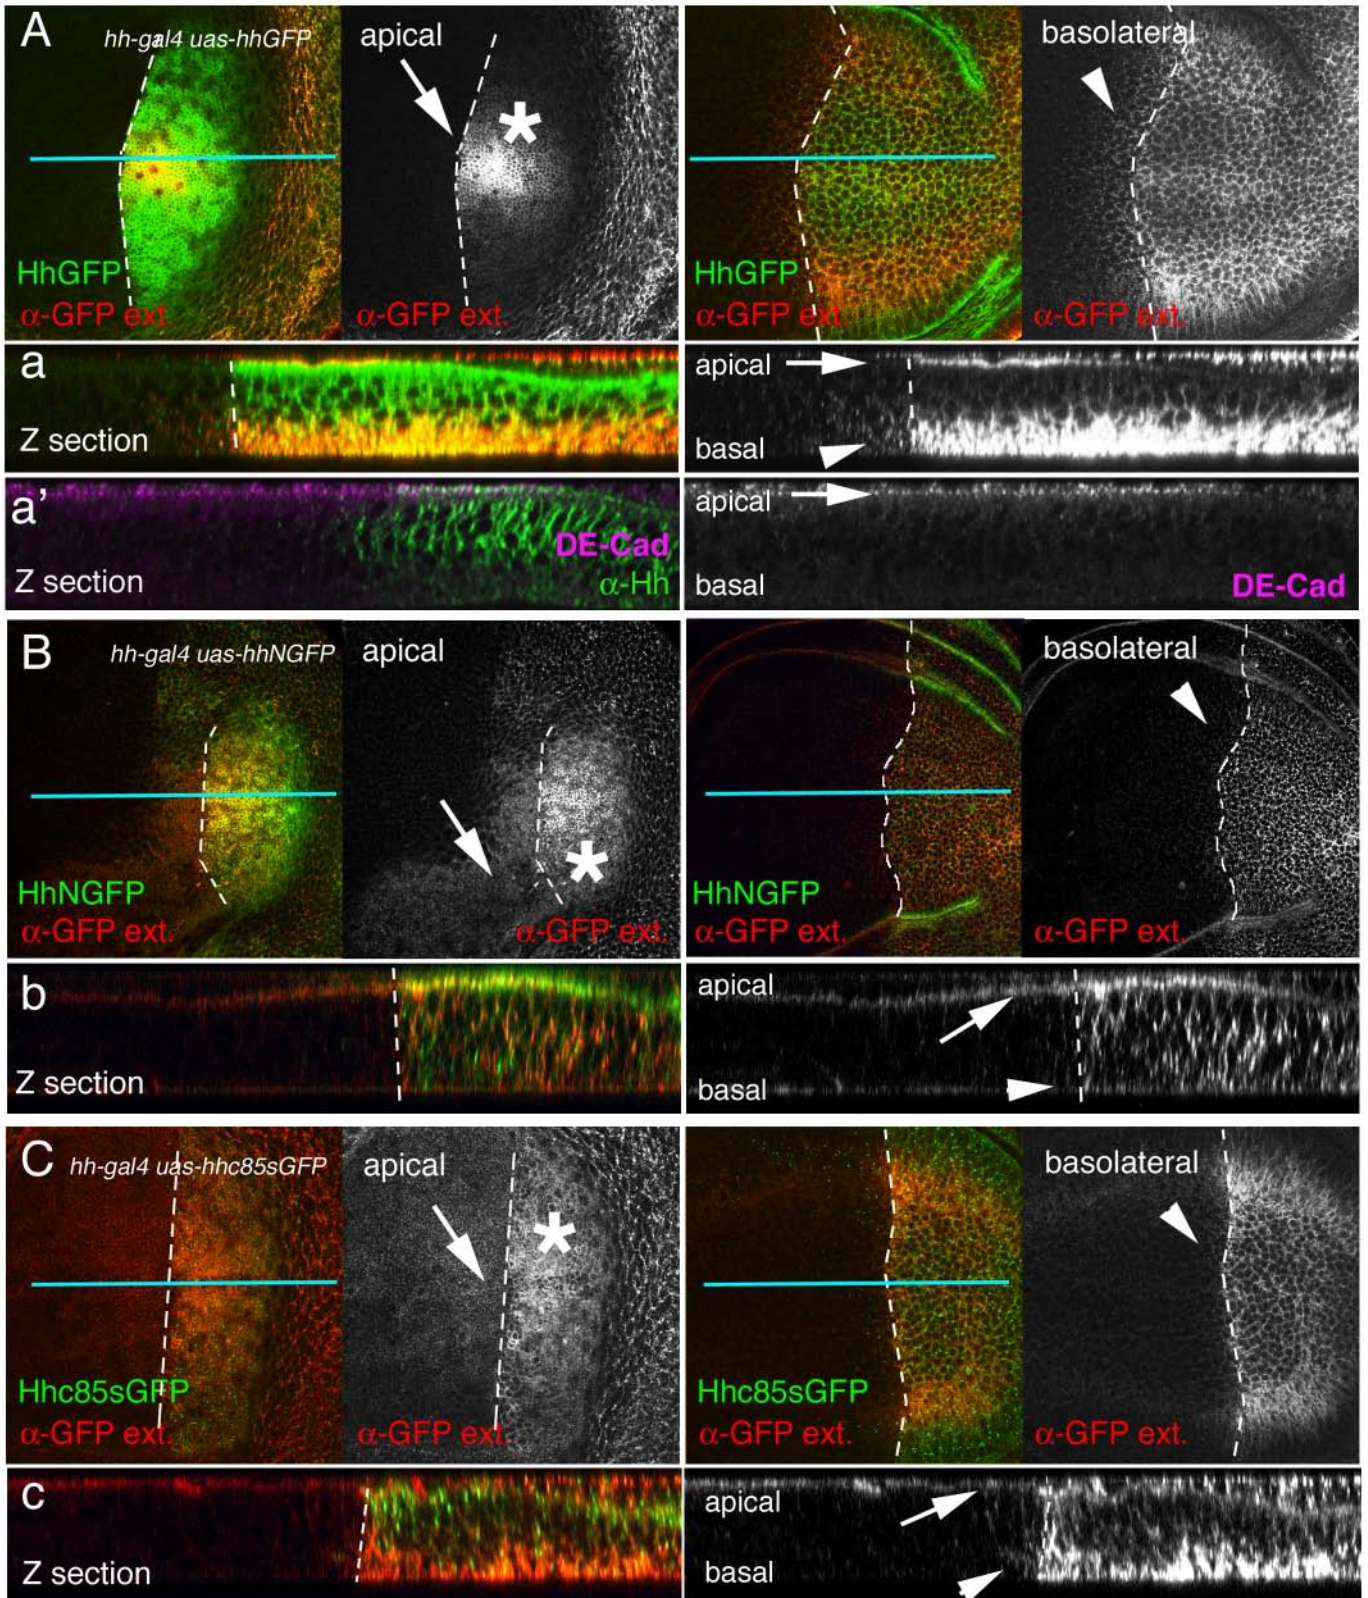 A
hh-gal4 uas-hhGFP
apical
basolateral
HhGFP
α-GFP ext.
α-GFP ext.
HhGFP
α-GFP ext.
α-GFP ext.
a
Z section
apical
basal
a’
Z section
DE-Cad
α-Hh
apical
basal
DE-Cad
B
hh-gal4 uas-hhNGFP
apical
basolateral
HhNGFP
α-GFP ext.
α-GFP ext.
HhNGFP
α-GFP ext.
α-GFP ext.
b
Z section
apical
basal
C
hh-gal4 uas-hhc85sGFP
apical
basolateral
Hhc85sGFP
α-GFP ext.
α-GFP ext.
Hhc85sGFP
α-GFP ext.
α-GFP ext.
c
Z section
apical
basal